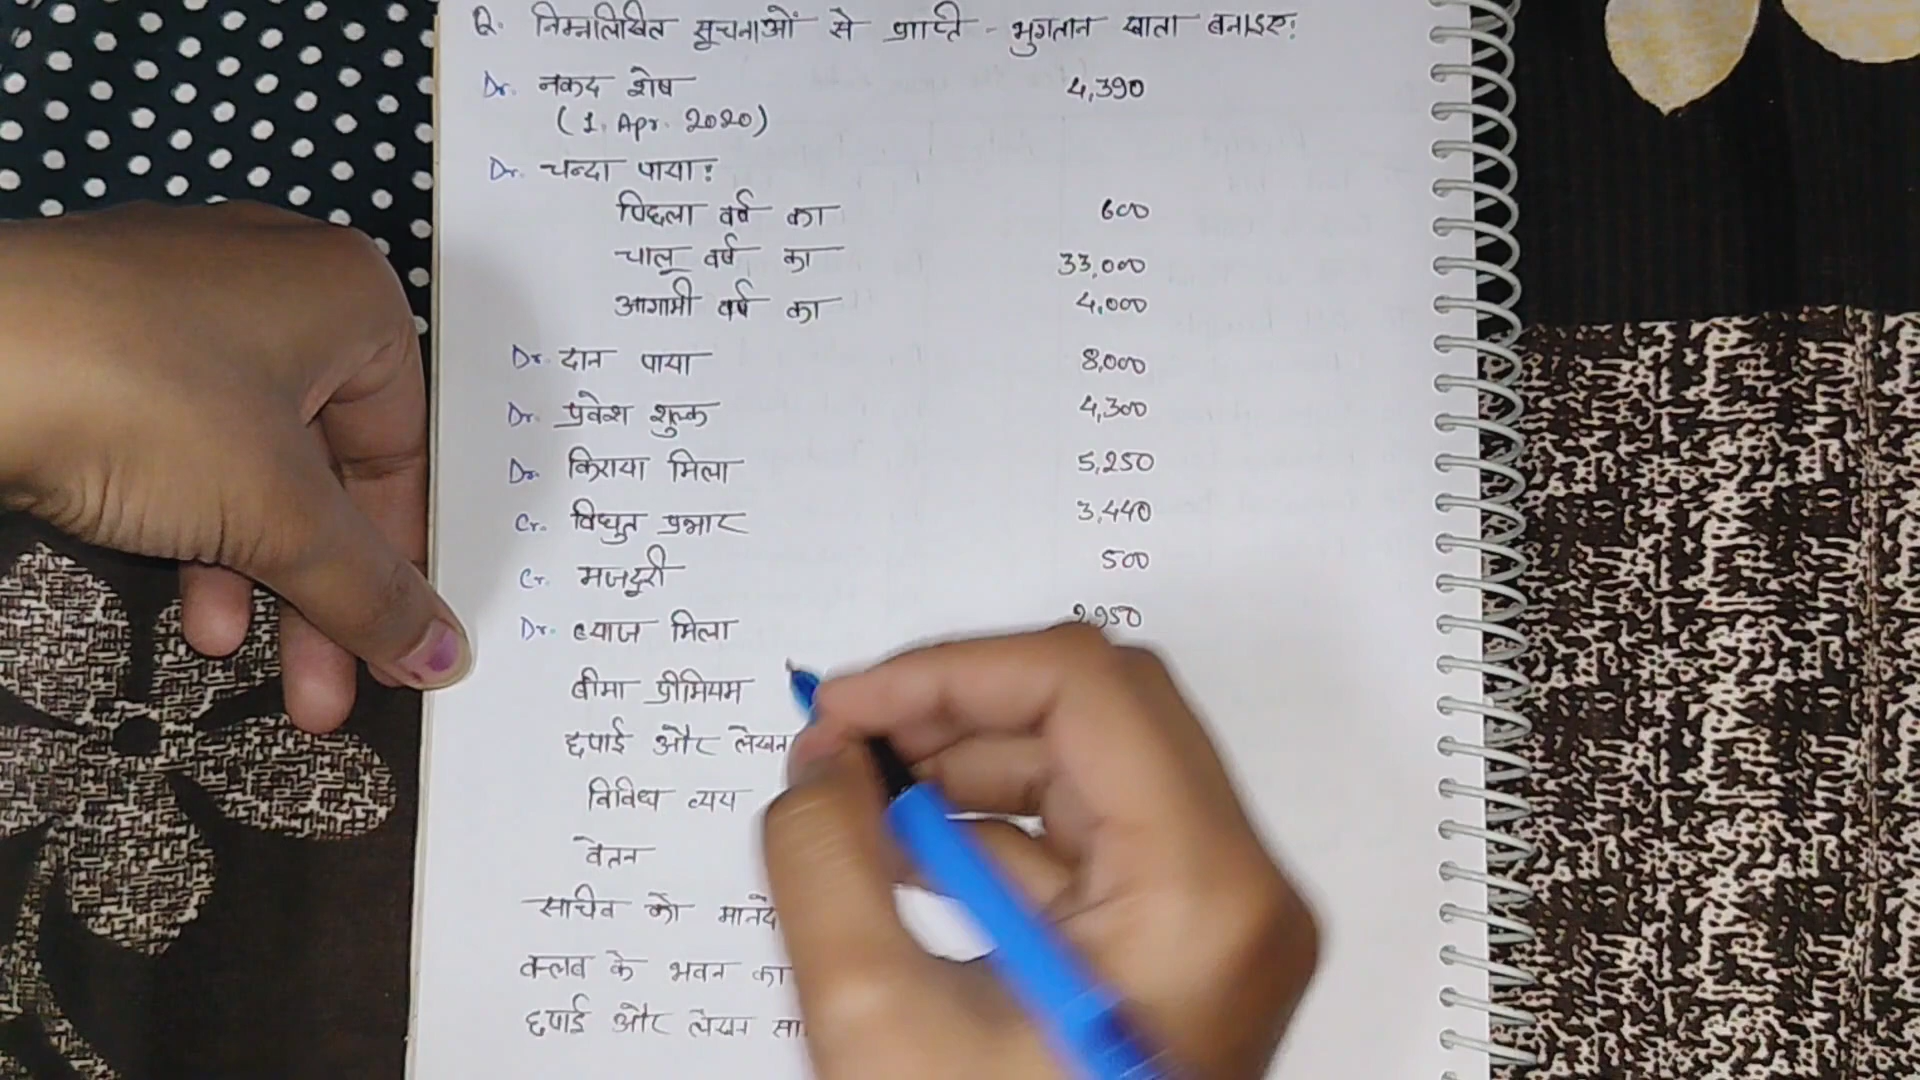 Q. निम्नलिखित सूचनाओं से प्राप्ति - भुगतान खाता बनाइए:
Dr. नकद शेष 4,390
(1. Apr. 2020)
Dr. चन्दा पाया:
पिछला वर्ष का 600
चालू वर्ष का 33,000
आगामी वर्ष का 4,000
Dr. दान पाया 8,000
Dr. प्रवेश शुल्क 4,300
Dr. किराया मिला 5,250
Cr. विद्युत प्रभार 3,440
Cr. मजदूरी 500
Dr. ब्याज मिला 2,950
बीमा प्रीमियम
छपाई और लेखन
विविध व्यय
वेतन
सचिव को
क्लब के भवन का
छपाई और लेखन